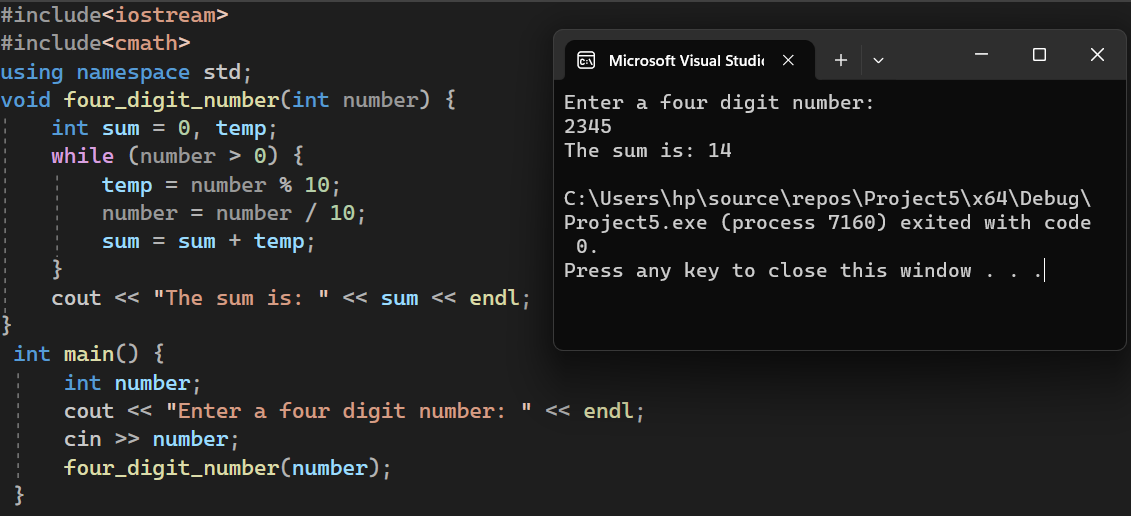 #include<iostream>
#include<cmath>
using namespace std;
void four_digit_number(int number) {
    int sum = 0, temp;
    while (number > 0) {
        temp = number % 10;
        number = number / 10;
        sum = sum + temp;
    }
    cout << "The sum is: " << sum << endl;
}
int main() {
    int number;
    cout << "Enter a four digit number: " << endl;
    cin >> number;
    four_digit_number(number);
}
Microsoft Visual Studi
Enter a four digit number:
2345
The sum is: 14
C:\Users\hp\source\repos\Project5\x64\Debug\
Project5.exe (process 7160) exited with code
 0.
Press any key to close this window . . .